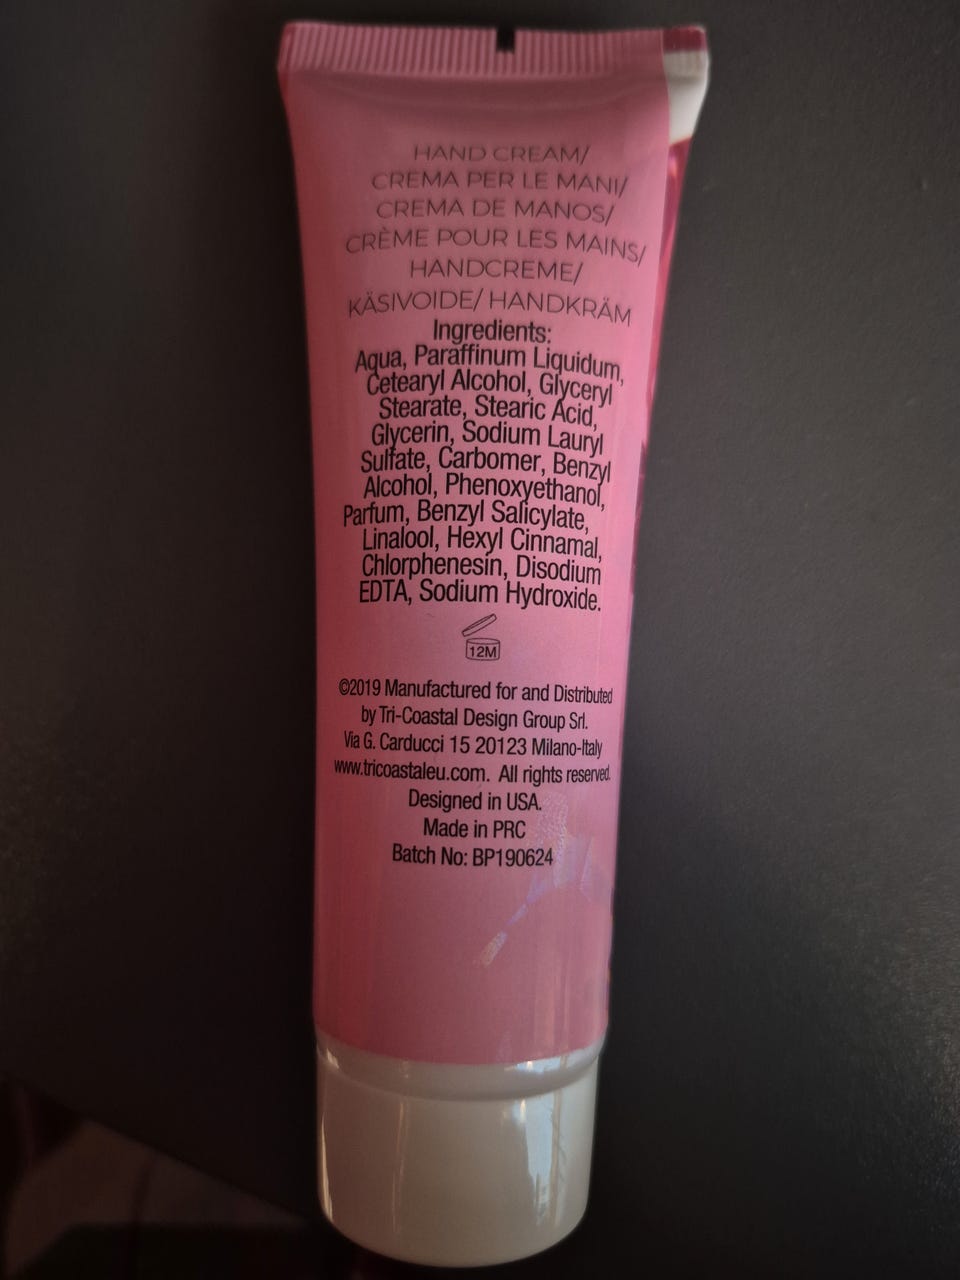 HAND CREAM/
CREMA PER LE MANI/
CREMA DE MANOS/
CRÈME POUR LES MAINS/
HANDCREME/
KÄSIVOIDE/ HANDKRÄM
Ingredients:
Aqua, Paraffinum Liquidum,
Cetearyl Alcohol, Glyceryl
Stearate, Stearic Acid,
Glycerin, Sodium Lauryl
Sulfate, Carbomer, Benzyl
Alcohol, Phenoxyethanol,
Parfum, Benzyl Salicylate,
Linalool, Hexyl Cinnamal,
Chlorphenesin, Disodium
EDTA, Sodium Hydroxide.
12M
©2019 Manufactured for and Distributed
by Tri-Coastal Design Group Srl.
Via G. Carducci 15 20123 Milano-Italy
www.tricoastaleu.com. All rights reserved.
Designed in USA.
Made in PRC
Batch No: BP190624